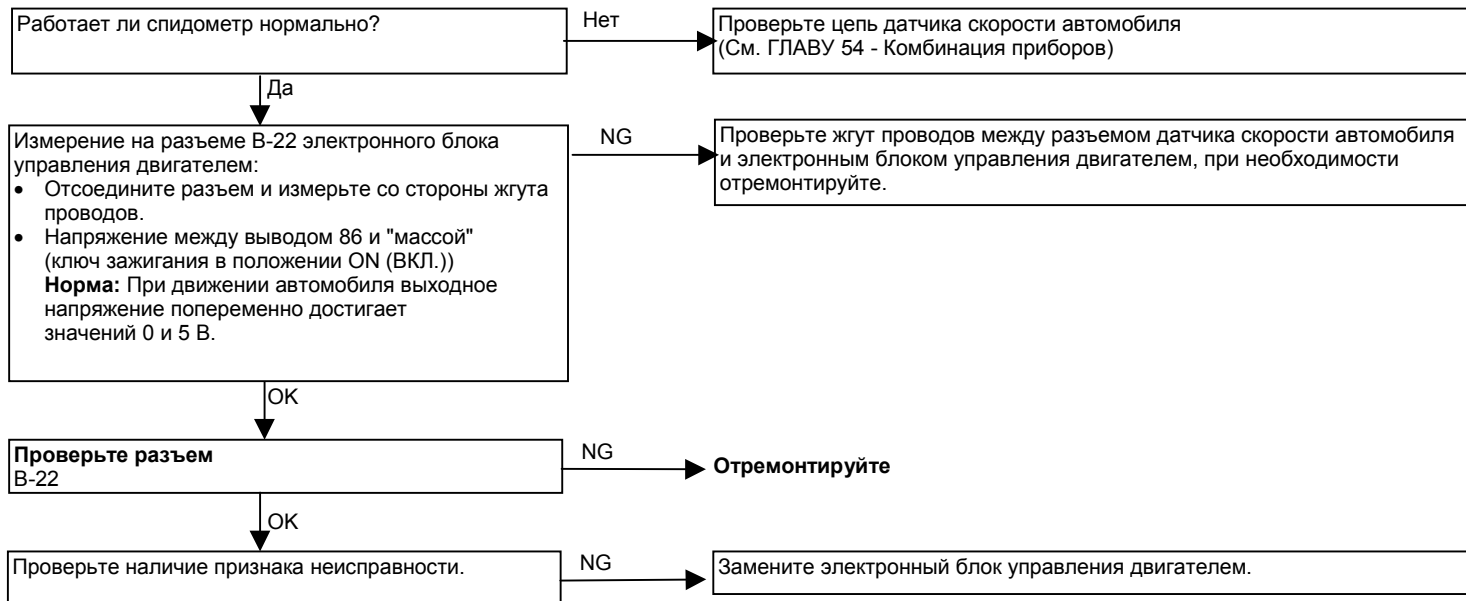 Работает ли спидометр нормально?
Нет
Проверьте цепь датчика скорости автомобиля
(См. ГЛАВУ 54 - Комбинация приборов)
Да
Измерение на разъеме B-22 электронного блока
управления двигателем:
• Отсоедините разъем и измерьте со стороны жгута
проводов.
• Напряжение между выводом 86 и "массой"
(ключ зажигания в положении ON (ВКЛ.))
Норма: При движении автомобиля выходное
напряжение попеременно достигает
значений 0 и 5 В.
NG
Проверьте жгут проводов между разъемом датчика скорости автомобиля
и электронным блоком управления двигателем, при необходимости
отремонтируйте.
OK
Проверьте разъем
B-22
NG
Отремонтируйте
OK
Проверьте наличие признака неисправности.
NG
Замените электронный блок управления двигателем.